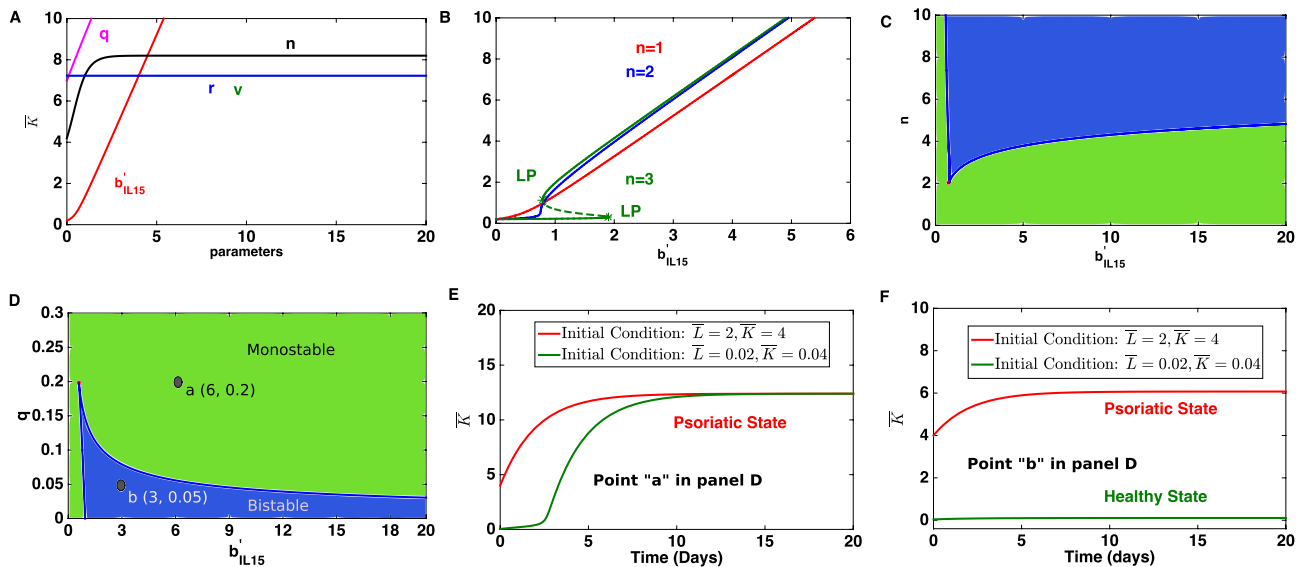 A
10
8
6
4
2
0
K̅
q
n
r
v
b'IL15
0
5
10
15
20
parameters
B
10
8
6
4
2
0
n=1
n=2
n=3
LP
LP
0
1
2
3
4
5
6
b'IL15
C
10
8
6
4
2
0
n
0
5
10
15
20
b'IL15
D
0.3
0.25
0.2
0.15
0.1
0.05
0
q
Monostable
a (6, 0.2)
b (3, 0.05)
Bistable
0
3
6
9
12
15
20
b'IL15
E
20
15
10
5
0
K̅
Initial Condition: L̅ = 2, K̅ = 4
Initial Condition: L̅ = 0.02, K̅ = 0.04
Psoriatic State
Point "a" in panel D
0
5
10
15
20
Time (Days)
F
10
8
6
4
2
0
K̅
Initial Condition: L̅ = 2, K̅ = 4
Initial Condition: L̅ = 0.02, K̅ = 0.04
Psoriatic State
Point "b" in panel D
Healthy State
0
5
10
15
20
Time (days)